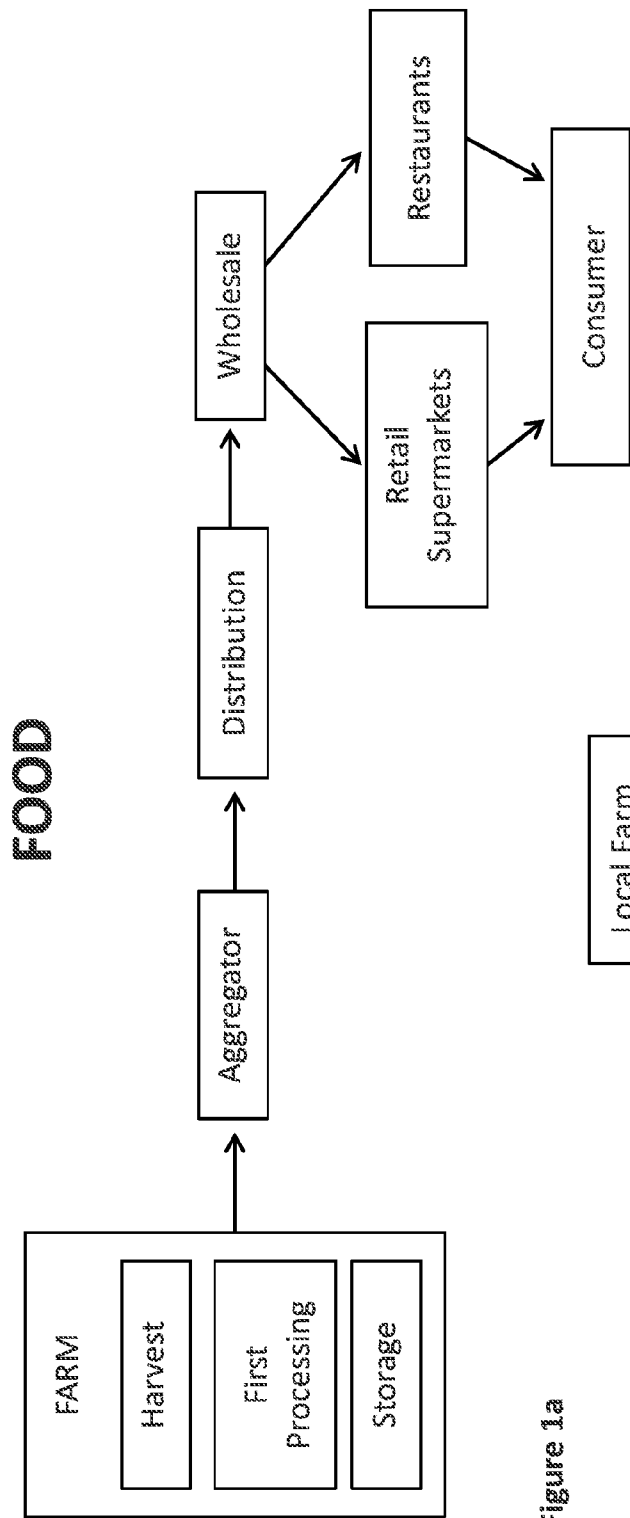 FOOD
FARM
Harvest
First
Processing
Storage
Aggregator
Distribution
Wholesale
Retail
Supermarkets
Restaurants
Consumer
Local Farm
Figure 1a